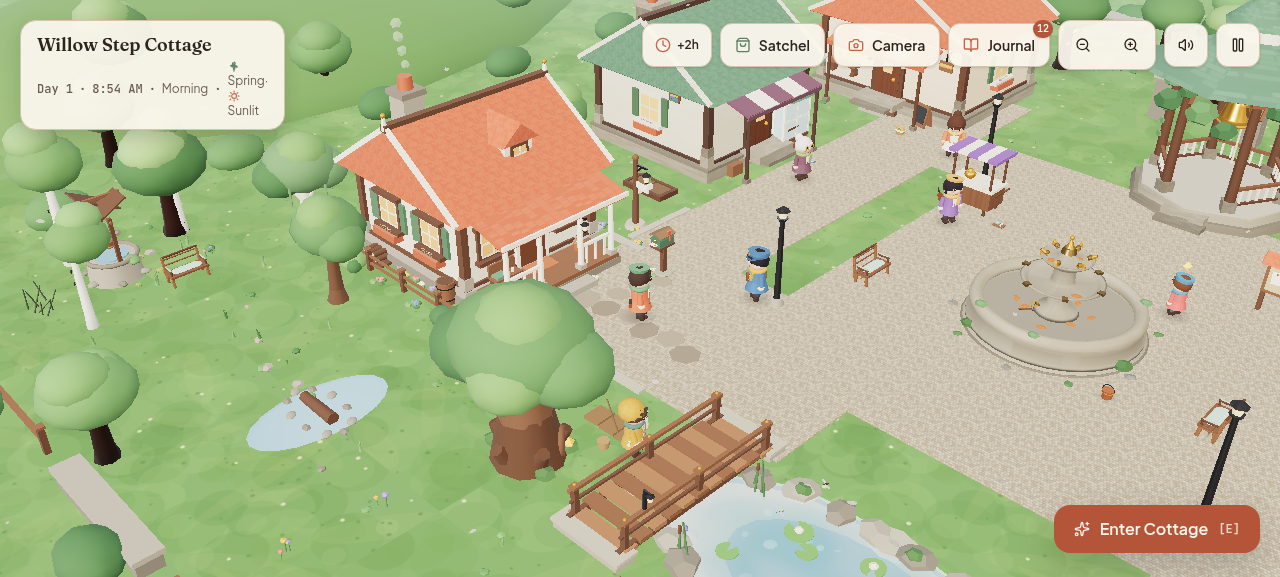 Willow Step Cottage
Day 1 · 8:54 AM · Morning · Spring· Sunlit
+2h
Satchel
Camera
Journal
12
Enter Cottage [E]